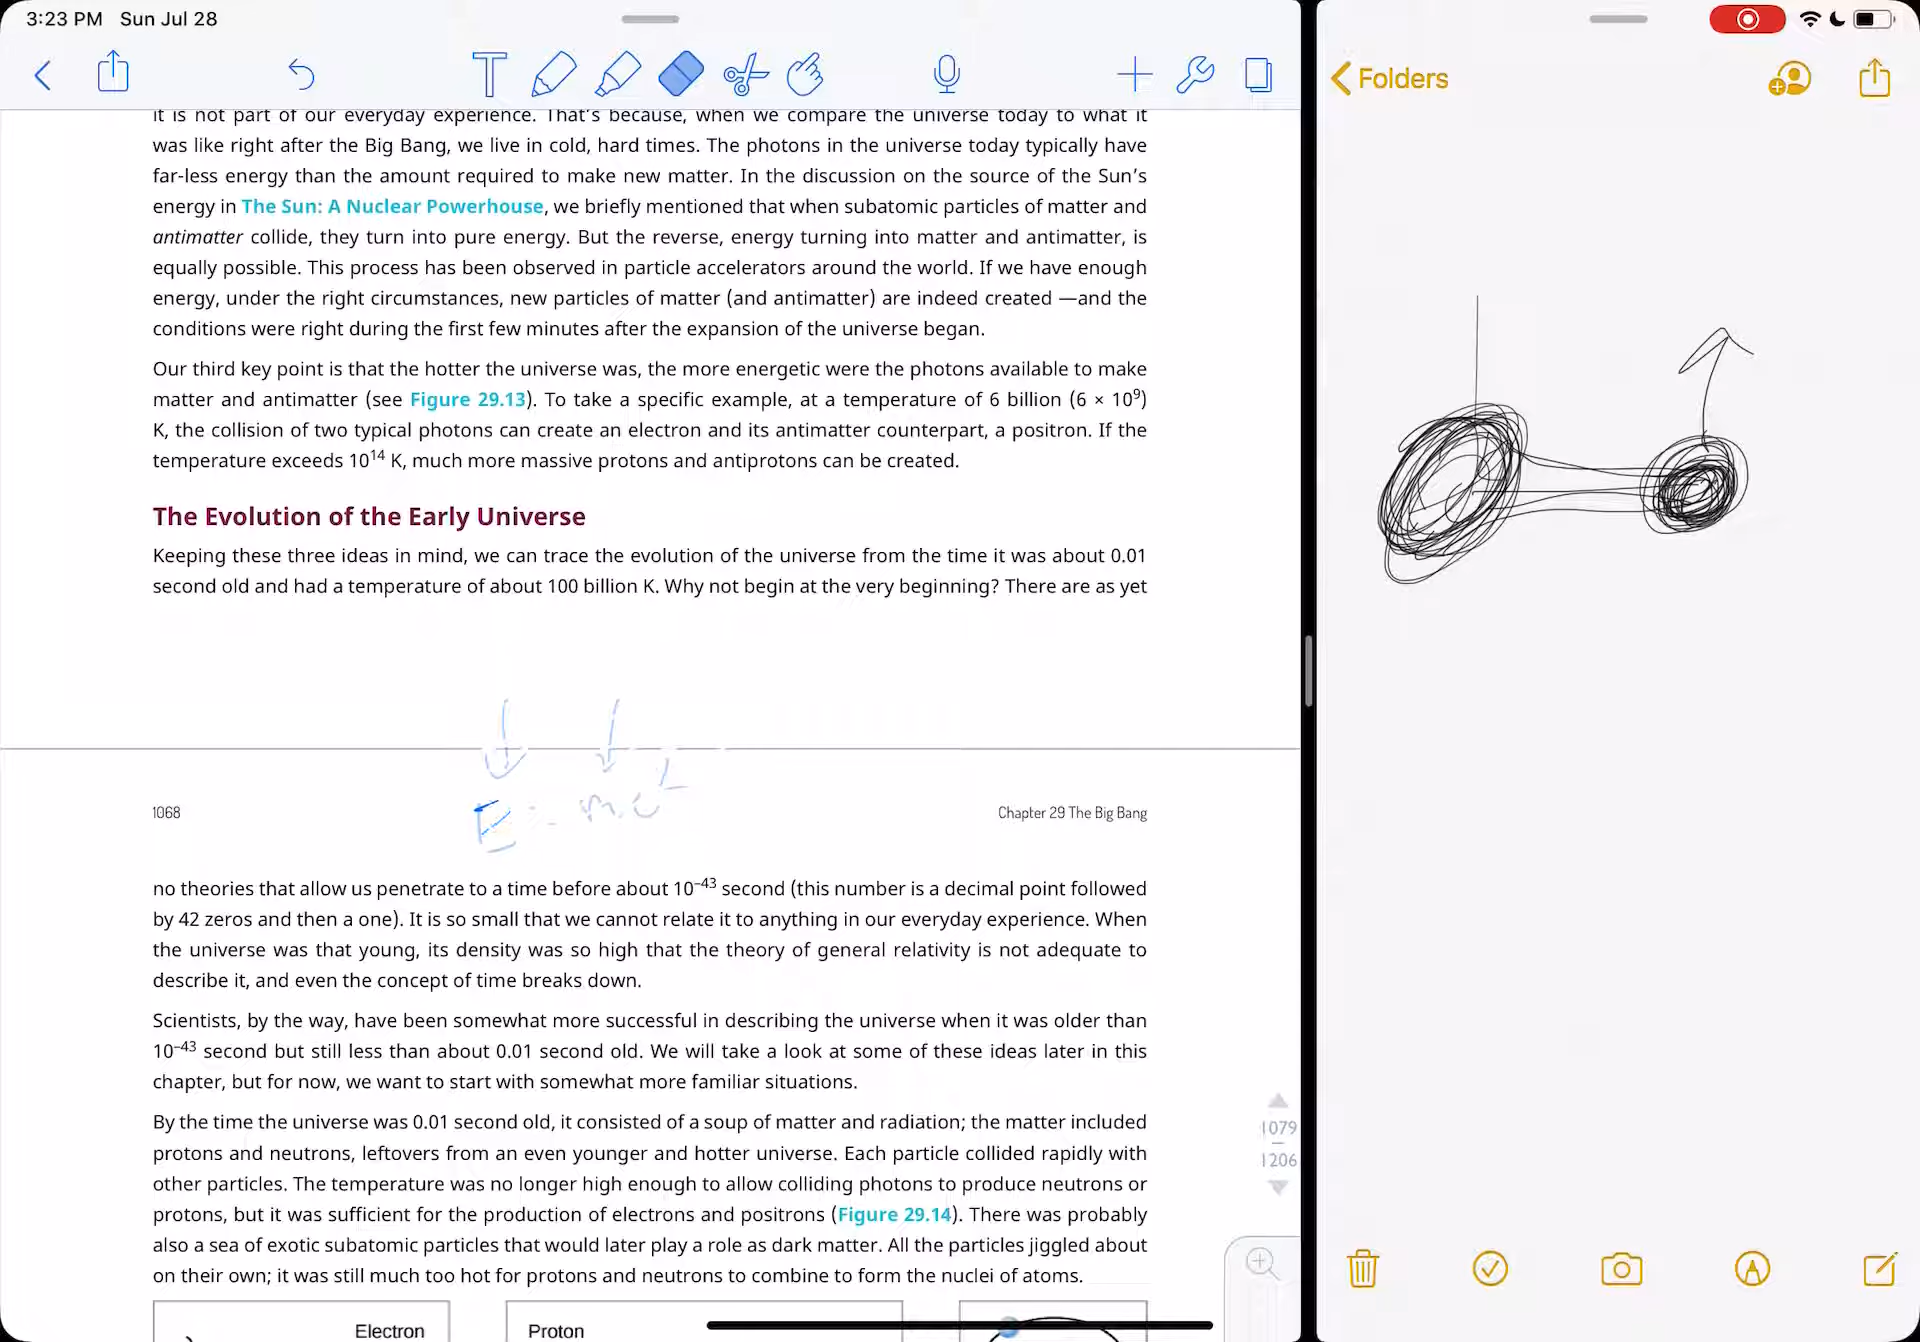 3:23 PM Sun Jul 28
T
Folders
it is not part of our everyday experience. That's because, when we compare the universe today to what it
was like right after the Big Bang, we live in cold, hard times. The photons in the universe today typically have
far-less energy than the amount required to make new matter. In the discussion on the source of the Sun's
energy in The Sun: A Nuclear Powerhouse, we briefly mentioned that when subatomic particles of matter and
antimatter collide, they turn into pure energy. But the reverse, energy turning into matter and antimatter, is
equally possible. This process has been observed in particle accelerators around the world. If we have enough
energy, under the right circumstances, new particles of matter (and antimatter) are indeed created —and the
conditions were right during the first few minutes after the expansion of the universe began.
Our third key point is that the hotter the universe was, the more energetic were the photons available to make
matter and antimatter (see Figure 29.13). To take a specific example, at a temperature of 6 billion (6 × 10⁹)
K, the collision of two typical photons can create an electron and its antimatter counterpart, a positron. If the
temperature exceeds 10¹⁴ K, much more massive protons and antiprotons can be created.
The Evolution of the Early Universe
Keeping these three ideas in mind, we can trace the evolution of the universe from the time it was about 0.01
second old and had a temperature of about 100 billion K. Why not begin at the very beginning? There are as yet
E = mc²
1068
Chapter 29 The Big Bang
no theories that allow us penetrate to a time before about 10⁻⁴³ second (this number is a decimal point followed
by 42 zeros and then a one). It is so small that we cannot relate it to anything in our everyday experience. When
the universe was that young, its density was so high that the theory of general relativity is not adequate to
describe it, and even the concept of time breaks down.
Scientists, by the way, have been somewhat more successful in describing the universe when it was older than
10⁻⁴³ second but still less than about 0.01 second old. We will take a look at some of these ideas later in this
chapter, but for now, we want to start with somewhat more familiar situations.
By the time the universe was 0.01 second old, it consisted of a soup of matter and radiation; the matter included
protons and neutrons, leftovers from an even younger and hotter universe. Each particle collided rapidly with
other particles. The temperature was no longer high enough to allow colliding photons to produce neutrons or
protons, but it was sufficient for the production of electrons and positrons (Figure 29.14). There was probably
also a sea of exotic subatomic particles that would later play a role as dark matter. All the particles jiggled about
on their own; it was still much too hot for protons and neutrons to combine to form the nuclei of atoms.
1079
1206
Electron
Proton